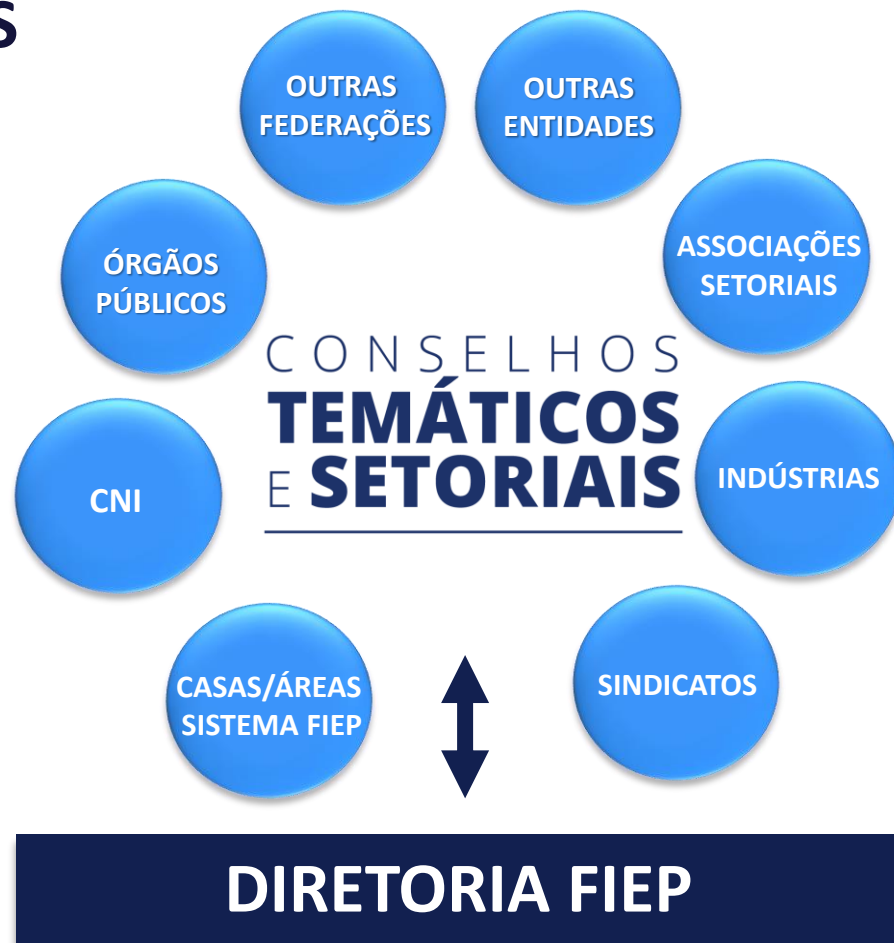 S
OUTRAS
FEDERAÇÕES
OUTRAS
ENTIDADES
ÓRGÃOS
PÚBLICOS
ASSOCIAÇÕES
SETORIAIS
CONSELHOS
TEMÁTICOS
E SETORIAIS
CNI
INDÚSTRIAS
CASAS/ÁREAS
SISTEMA FIEP
SINDICATOS
DIRETORIA FIEP